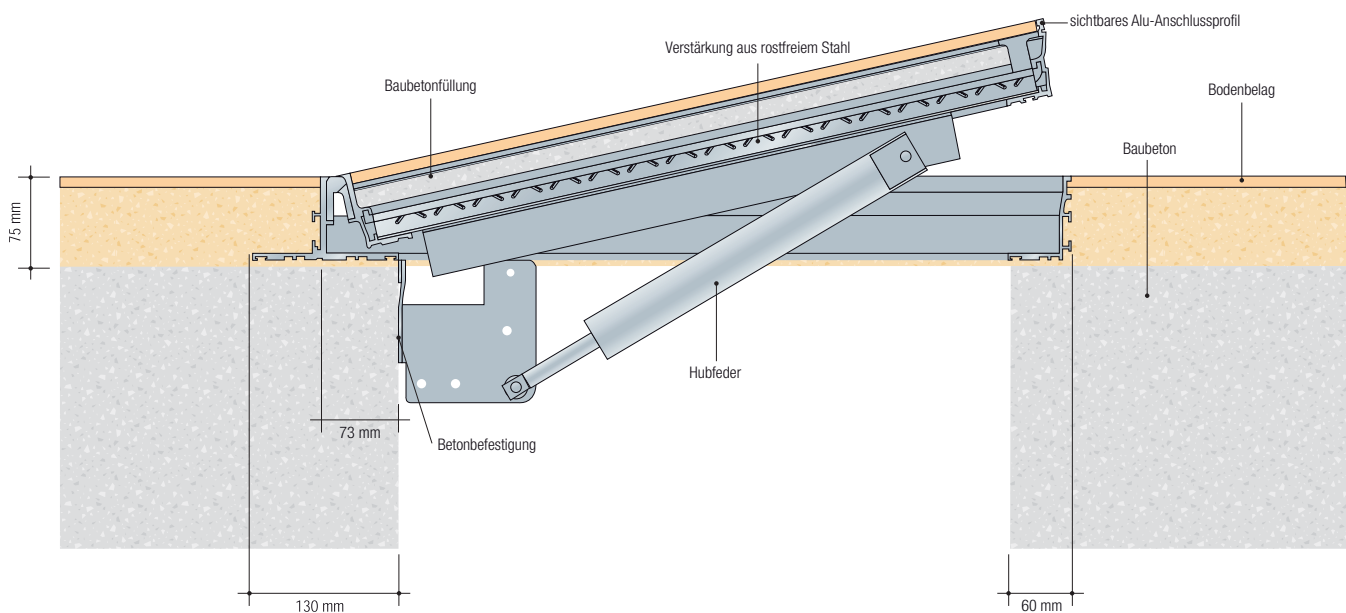 sichtbares Alu-Anschlussprofil
Verstärkung aus rostfreiem Stahl
Baubetonfüllung
Bodenbelag
Baubeton
75 mm
Hubfeder
73 mm
Betonbefestigung
130 mm
60 mm